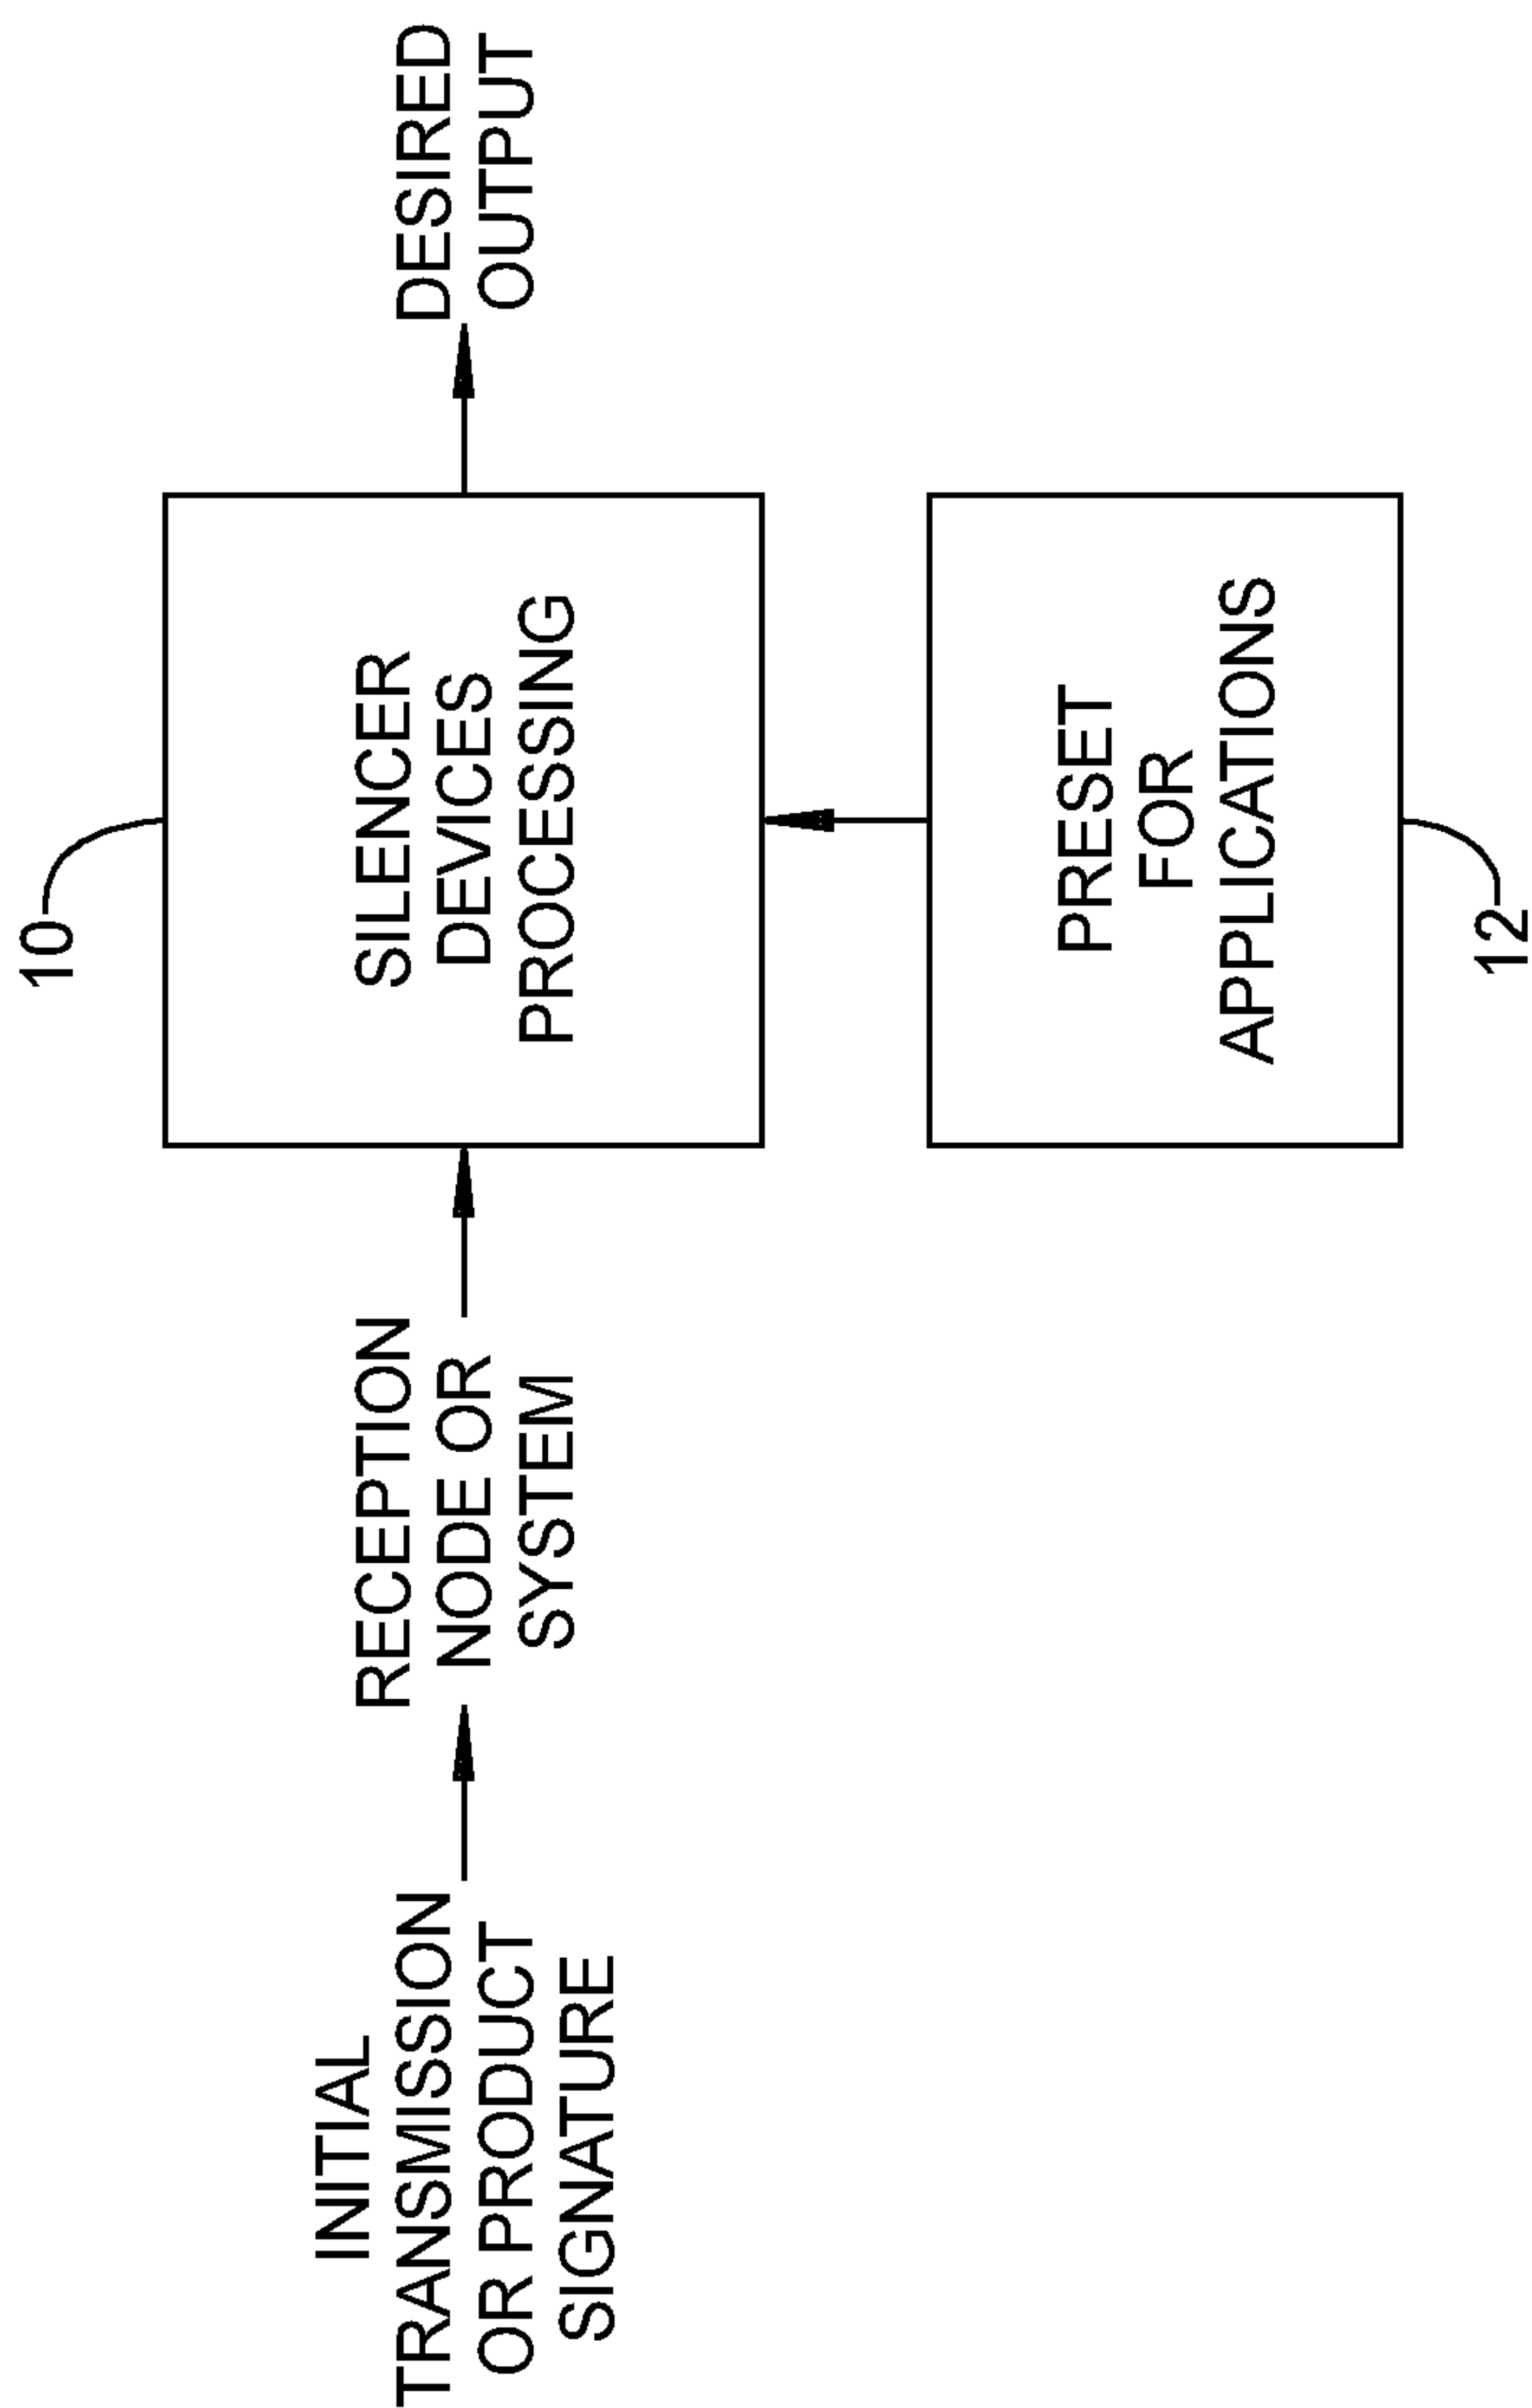 INITIAL
TRANSMISSION
OR PRODUCT
SIGNATURE
RECEPTION
NODE OR
SYSTEM
10
SILENCER
DEVICES
PROCESSING
DESIRED
OUTPUT
PRESET
FOR
APPLICATIONS
12